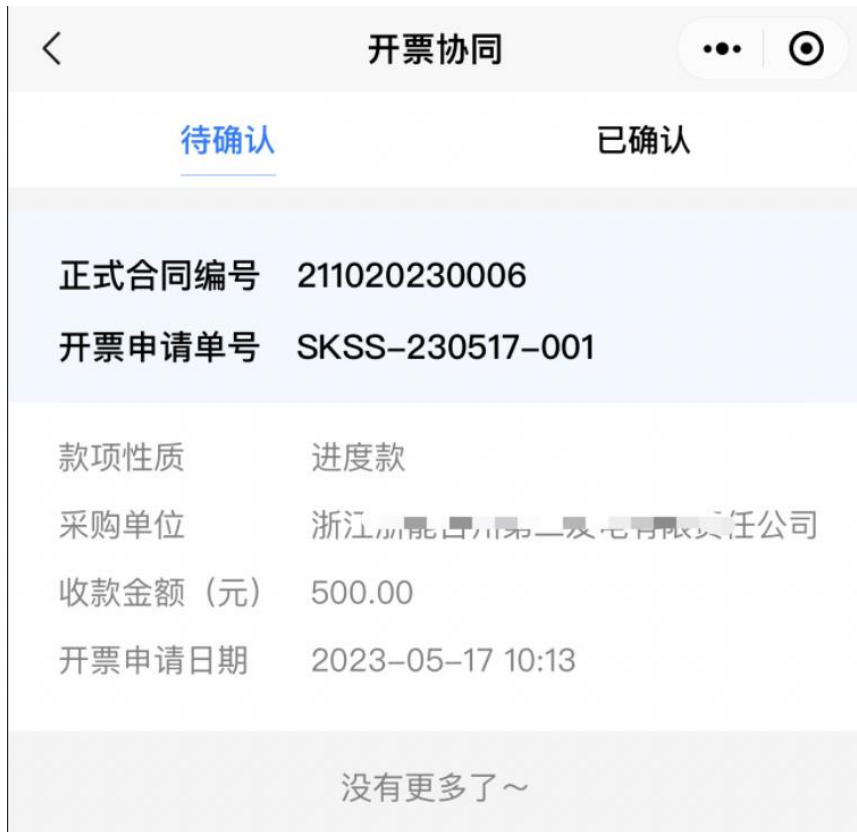 开票协同
待确认 已确认
正式合同编号 211020230006
开票申请单号 SKSS-230517-001
款项性质 进度款
采购单位 浙江 任公司
收款金额（元） 500.00
开票申请日期 2023-05-17 10:13
没有更多了～